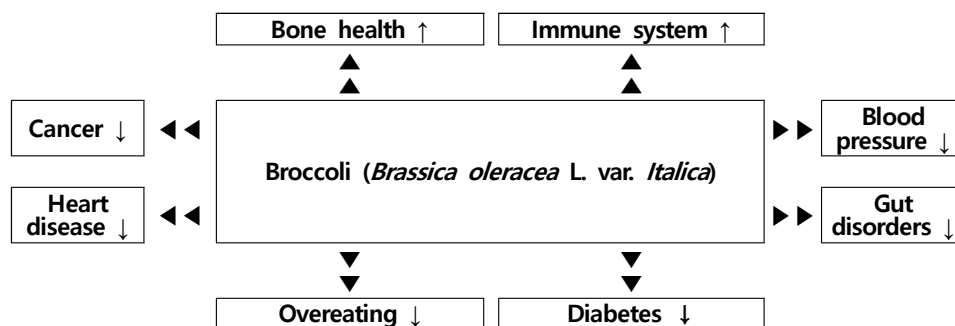 Bone health ↑
Immune system ↑
Cancer ↓
Blood
pressure ↓
Broccoli (Brassica oleracea L. var. Italica)
Heart
disease ↓
Gut
disorders ↓
Overeating ↓
Diabetes ↓